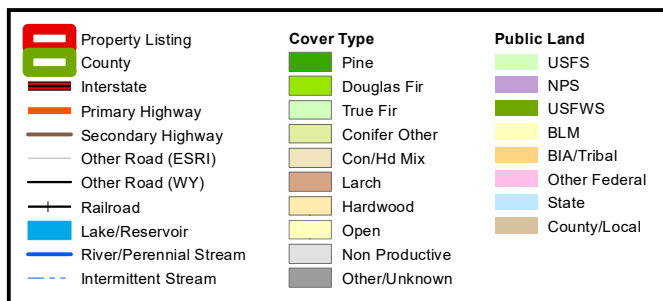 Property Listing
County
Interstate
Primary Highway
Secondary Highway
Other Road (ESRI)
Other Road (WY)
Railroad
Lake/Reservoir
River/Perennial Stream
Intermittent Stream
Cover Type
Pine
Douglas Fir
True Fir
Conifer Other
Con/Hd Mix
Larch
Hardwood
Open
Non Productive
Other/Unknown
Public Land
USFS
NPS
USFWS
BLM
BIA/Tribal
Other Federal
State
County/Local